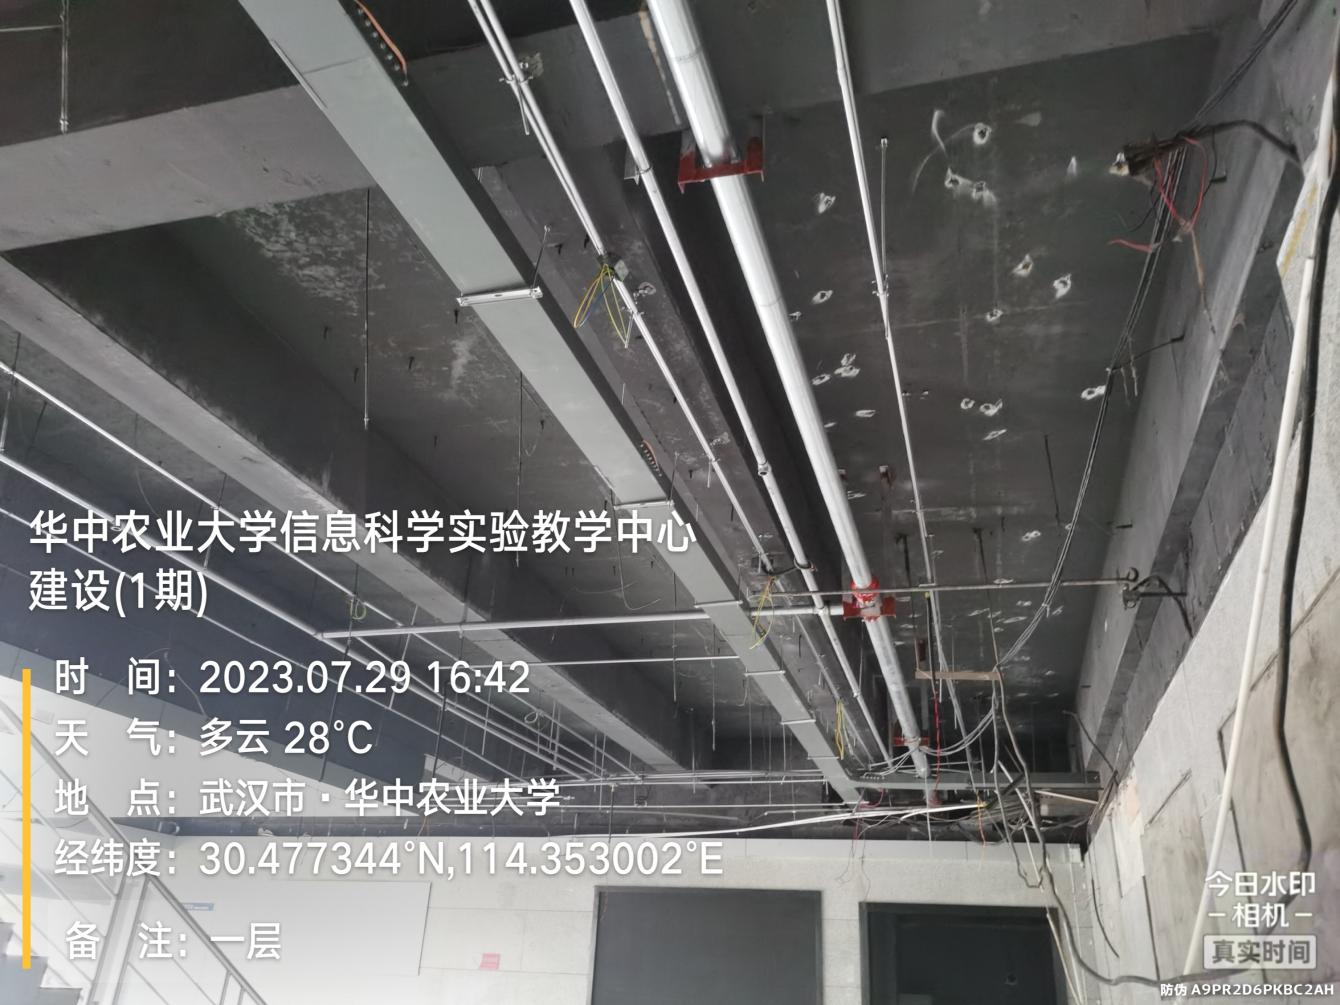 华中农业大学信息科学实验教学中心
建设(1期)
时 间：2023.07.29 16:42
天 气：多云 28°C
地 点：武汉市·华中农业大学
经纬度：30.477344°N,114.353002°E
备 注：一层
今日水印
相机
真实时间
防伪 A9PR2D6PKBC2AH